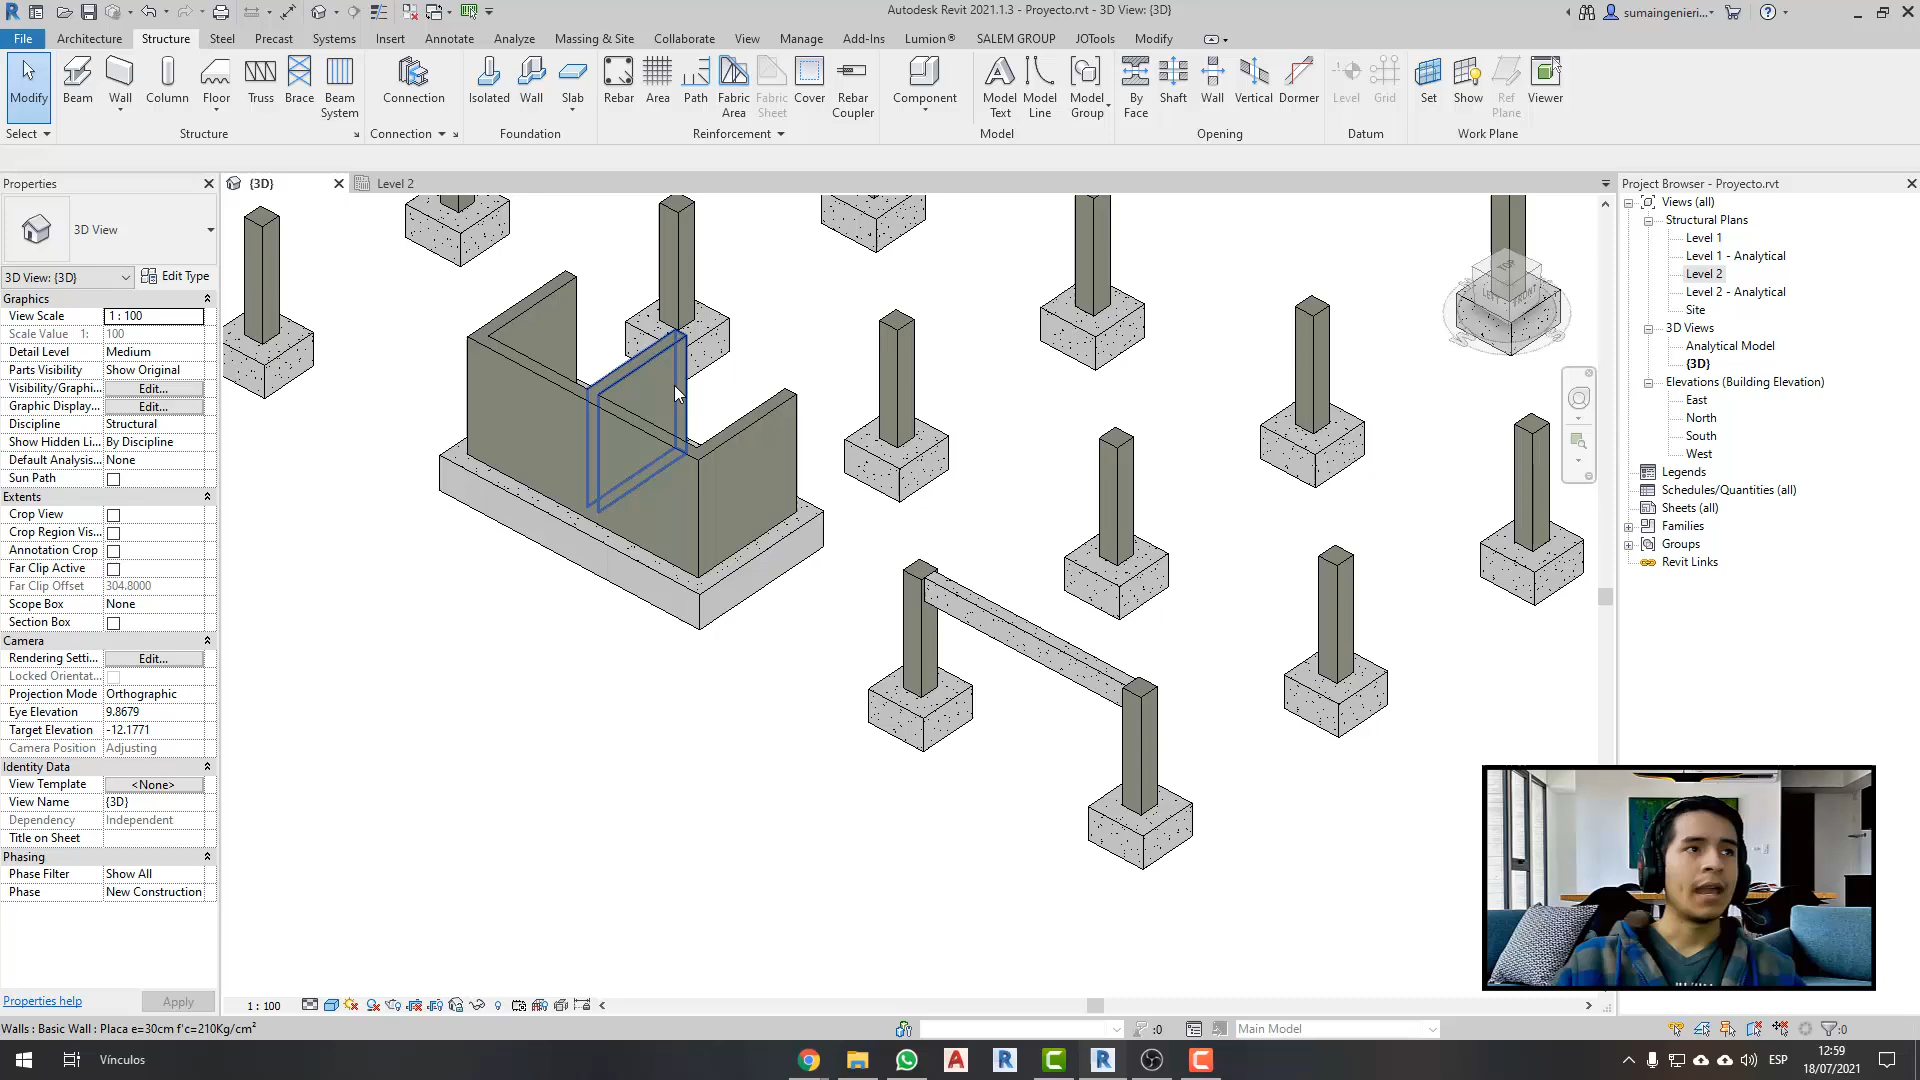 Autodesk Revit 2021.1.3 - Proyecto.rvt - 3D View: {3D}
sumaingenieri...
File Architecture Structure Steel Precast Systems Insert Annotate Analyze Massing & Site Collaborate View Manage Add-Ins Lumion® SALEM GROUP JOTools Modify
Modify Beam Wall Column Floor Truss Brace Beam System Connection Isolated Wall Slab Rebar Area Path Fabric Area Fabric Sheet Cover Rebar Coupler Component Model Text Model Line Model Group By Face Shaft Wall Vertical Dormer Level Grid Set Show Ref Plane Viewer
Select Structure Connection Foundation Reinforcement Model Opening Datum Work Plane
Properties
{3D}
Level 2
Project Browser - Proyecto.rvt
3D View
3D View: {3D} Edit Type
Graphics
View Scale 1 : 100
Scale Value 1: 100
Detail Level Medium
Parts Visibility Show Original
Visibility/Graphi... Edit...
Graphic Display... Edit...
Discipline Structural
Show Hidden Li... By Discipline
Default Analysis... None
Sun Path
Extents
Crop View
Crop Region Vis...
Annotation Crop
Far Clip Active
Far Clip Offset 304.8000
Scope Box None
Section Box
Camera
Rendering Setti... Edit...
Locked Orientat...
Projection Mode Orthographic
Eye Elevation 9.8679
Target Elevation -12.1771
Camera Position Adjusting
Identity Data
View Template <None>
View Name {3D}
Dependency Independent
Title on Sheet
Phasing
Phase Filter Show All
Phase New Construction
Properties help Apply
TOP
LEFT
FRONT
Views (all)
Structural Plans
Level 1
Level 1 - Analytical
Level 2
Level 2 - Analytical
Site
3D Views
Analytical Model
{3D}
Elevations (Building Elevation)
East
North
South
West
Legends
Schedules/Quantities (all)
Sheets (all)
Families
Groups
Revit Links
1 : 100
Walls : Basic Wall : Placa e=30cm f'c=210Kg/cm²
:0
Main Model
:0
Vínculos
ESP
12:59
18/07/2021